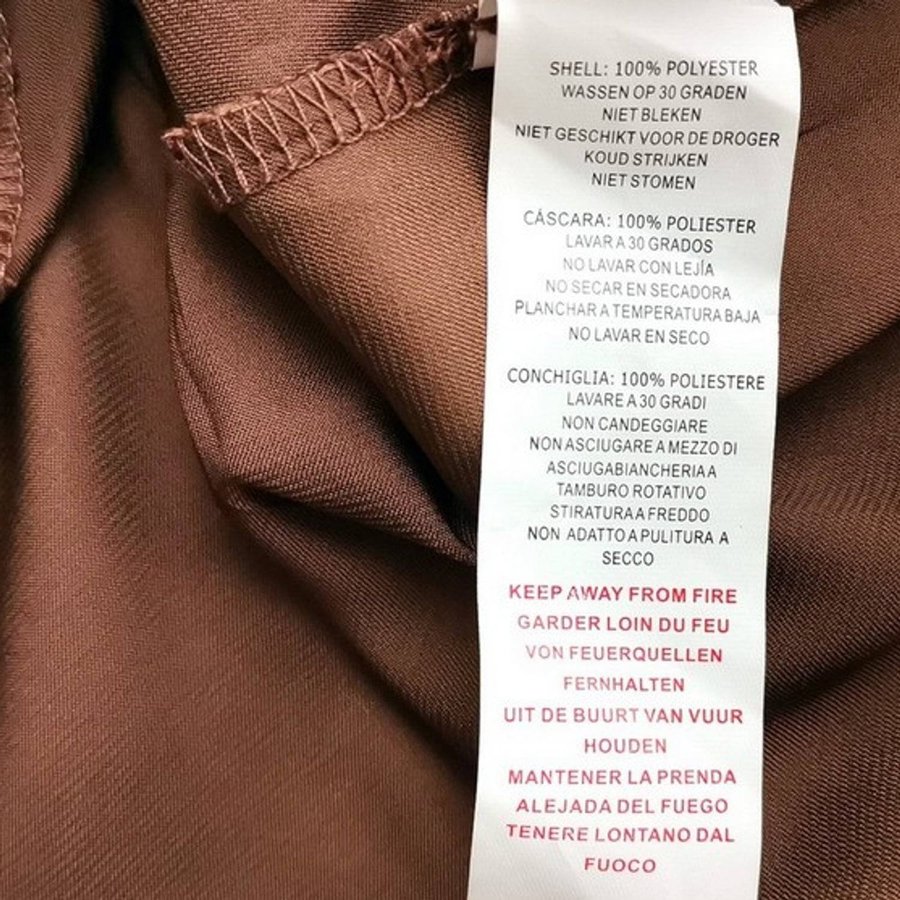 SHELL: 100% POLYESTER
WASSEN OP 30 GRADEN
NIET BLEKEN
NIET GESCHIKT VOOR DE DROGER
KOUD STRIJKEN
NIET STOMEN
CÁSCARA: 100% POLIESTER
LAVAR A 30 GRADOS
NO LAVAR CON LEJÍA
NO SECAR EN SECADORA
PLANCHAR A TEMPERATURA BAJA
NO LAVAR EN SECO
CONCHIGLIA: 100% POLIESTERE
LAVARE A 30 GRADI
NON CANDEGGIARE
NON ASCIUGARE A MEZZO DI
ASCIUGABIANCHERIA A
TAMBURO ROTATIVO
STIRATURA A FREDDO
NON ADATTO A PULITURA A
SECCO
KEEP AWAY FROM FIRE
GARDER LOIN DU FEU
VON FEUERQUELLEN
FERNHALTEN
UIT DE BUURT VAN VUUR
HOUDEN
MANTENER LA PRENDA
ALEJADA DEL FUEGO
TENERE LONTANO DAL
FUOCO